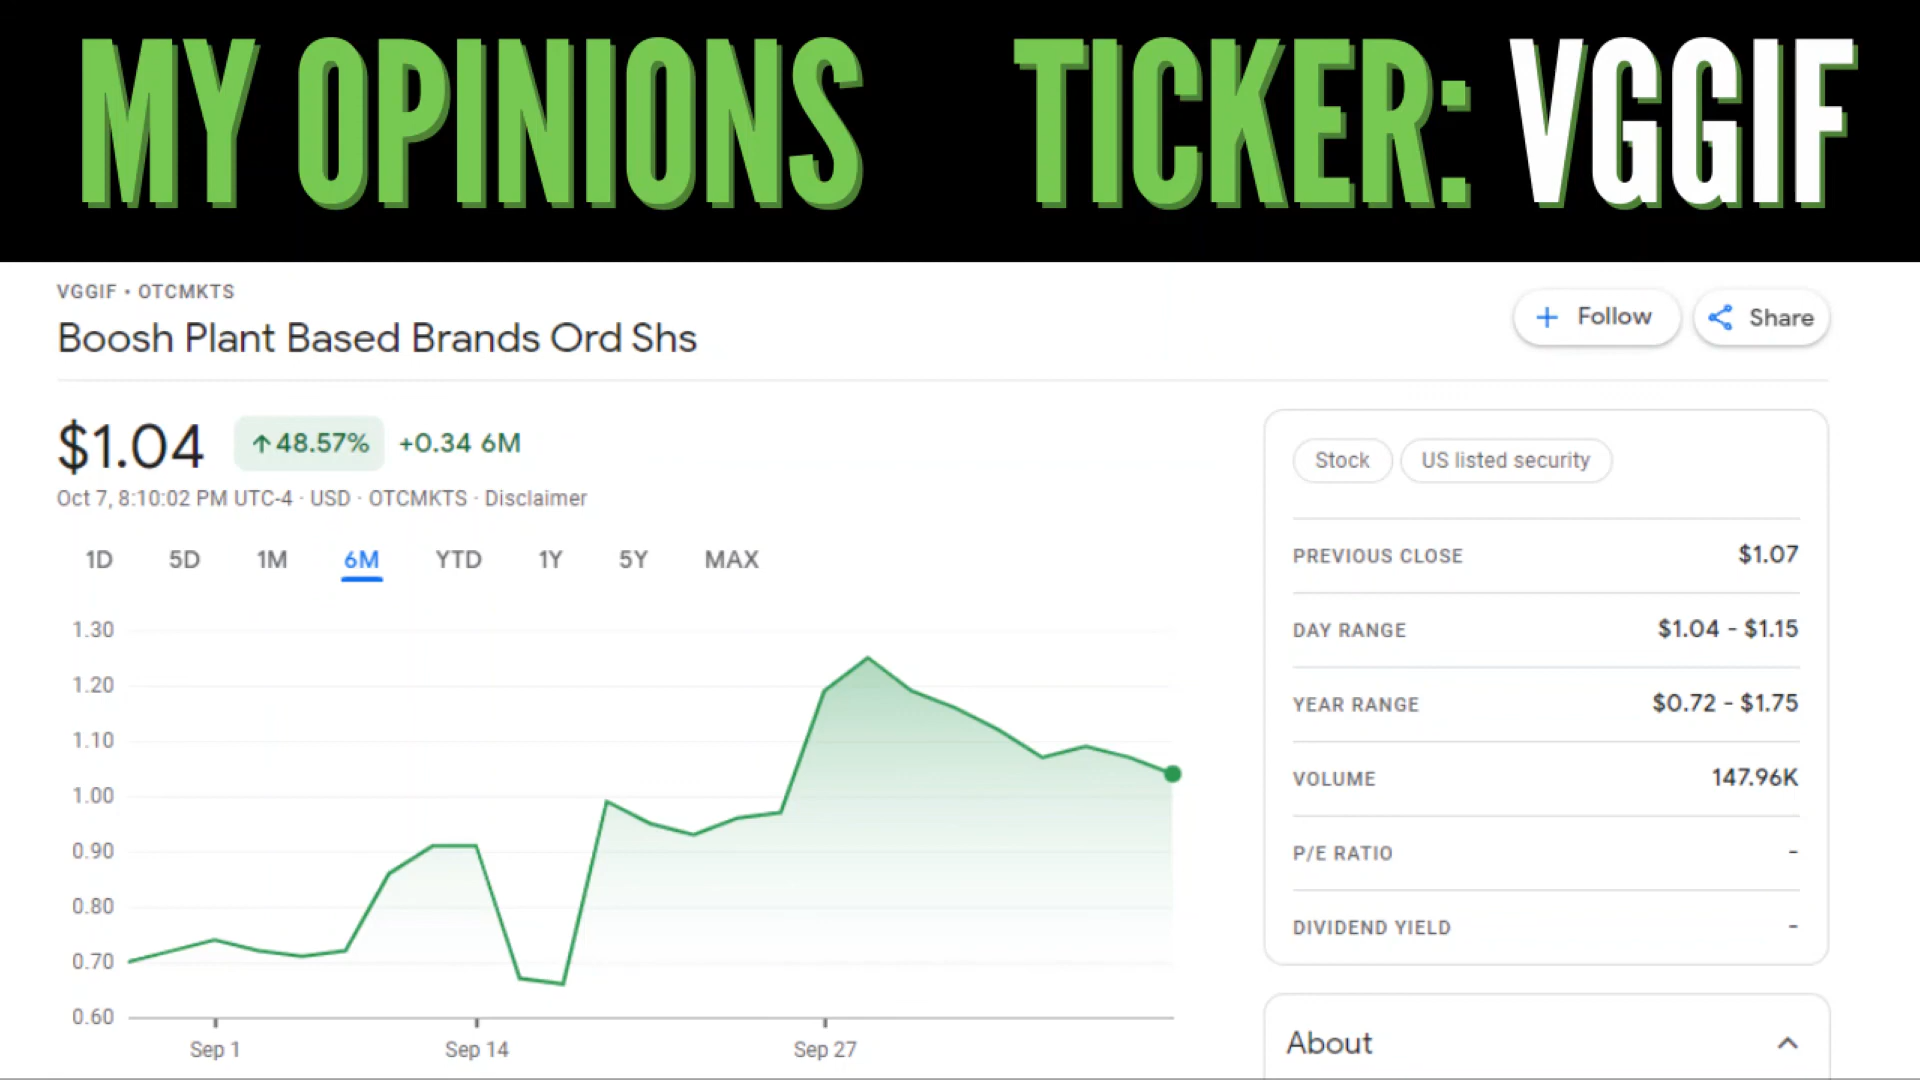 MY OPINIONS TICKER: VGGIF
VGGIF • OTCMKTS
Boosh Plant Based Brands Ord Shs
+ Follow
Share
$1.04 ↑48.57% +0.34 6M
Oct 7, 8:10:02 PM UTC-4 · USD · OTCMKTS · Disclaimer
1D 5D 1M 6M YTD 1Y 5Y MAX
1.30
1.20
1.10
1.00
0.90
0.80
0.70
0.60
Sep 1 Sep 14 Sep 27
Stock US listed security
PREVIOUS CLOSE $1.07
DAY RANGE $1.04 - $1.15
YEAR RANGE $0.72 - $1.75
VOLUME 147.96K
P/E RATIO -
DIVIDEND YIELD -
About